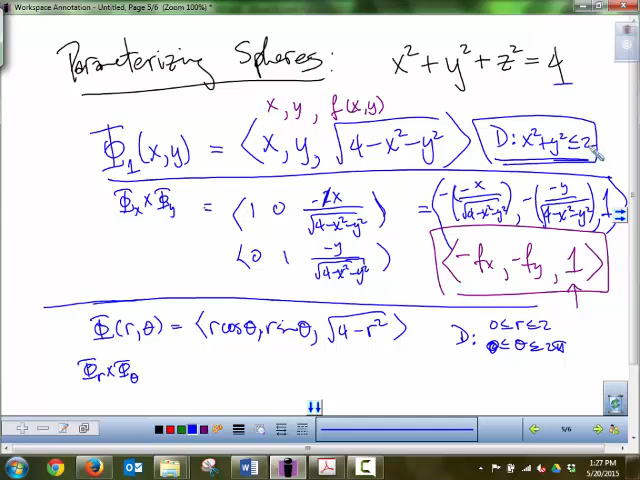 Workspace Annotation - Untitled, Page 5/6 (Zoom 100%) *
Parameterizing Spheres: x² + y² + z² = 4
x, y, f(x,y)
Φ₁(x,y) = ⟨x, y, √(4-x²-y²)⟩ D: x²+y² ≤ 2
Φx × Φy = ⟨1 0 -2x/√(4-x²-y²)⟩ = ⟨-(-x/√(4-x²-y²)), -(-y/√(4-x²-y²)), 1⟩
⟨0 1 -y/√(4-x²-y²)⟩ ⟨-fx, -fy, 1⟩
Φ(r,θ) = ⟨r cosθ, r sinθ, √(4-r²)⟩ D: 0 ≤ r ≤ 2
0 ≤ θ ≤ 2π
Φr × Φθ
5/6
1:27 PM
5/20/2015